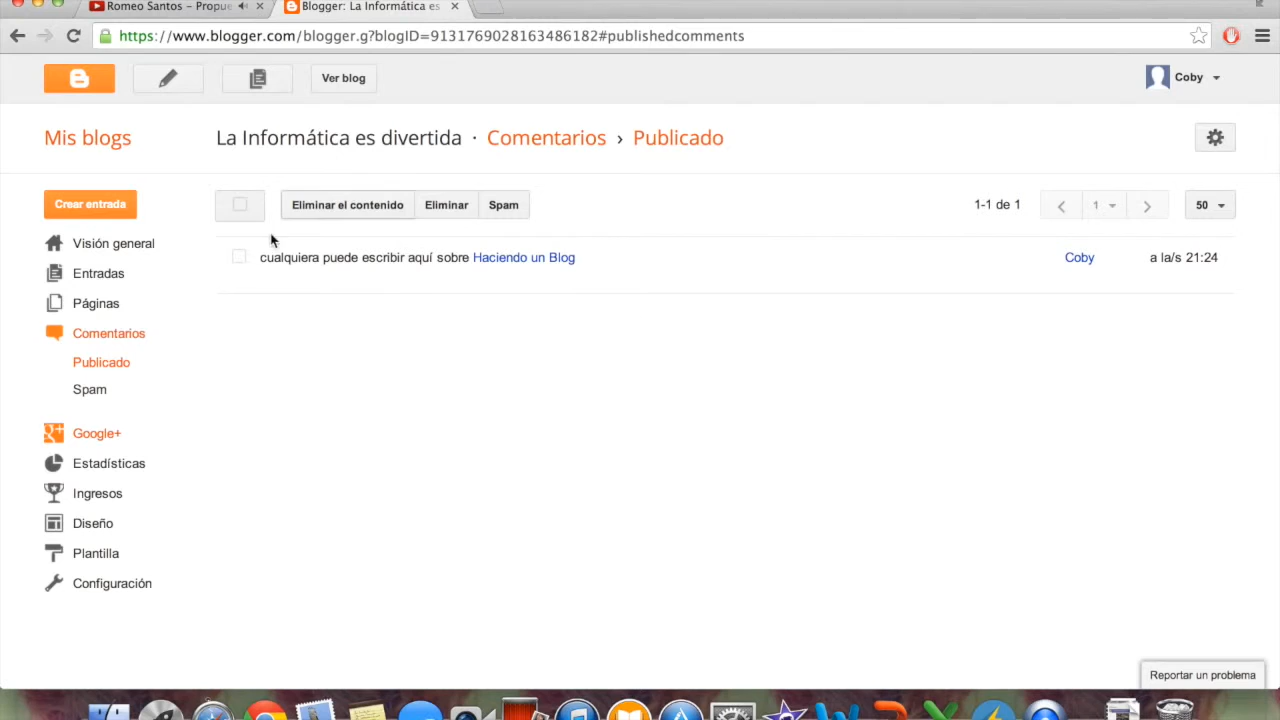 Romeo Santos - Propue
Blogger: La Informática es
https://www.blogger.com/blogger.g?blogID=9131769028163486182#publishedcomments
Ver blog
Coby
Mis blogs
La Informática es divertida · Comentarios › Publicado
Crear entrada
Eliminar el contenido
Eliminar
Spam
1-1 de 1
1
50
Visión general
cualquiera puede escribir aquí sobre Haciendo un Blog
Coby
a la/s 21:24
Entradas
Páginas
Comentarios
Publicado
Spam
Google+
Estadísticas
Ingresos
Diseño
Plantilla
Configuración
Reportar un problema